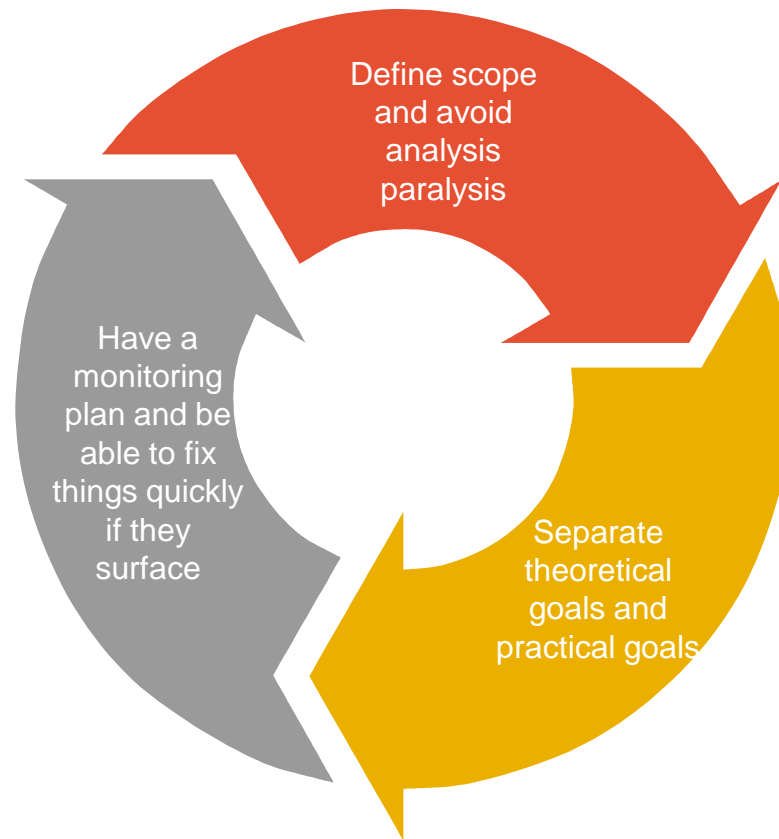 Define scope
and avoid
analysis
paralysis
Separate
theoretical
goals and
practical goals
Have a
monitoring
plan and be
able to fix
things quickly
if they
surface